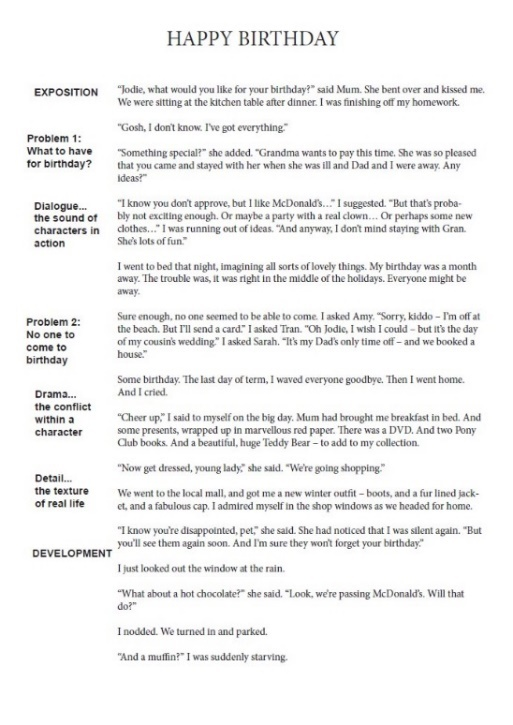 HAPPY BIRTHDAY
EXPOSITION
“Jodie, what would you like for your birthday?” said Mum. She bent over and kissed me.
We were sitting at the kitchen table after dinner. I was finishing off my homework.
“Gosh, I don’t know. I’ve got everything.”
Problem 1:
What to have
for birthday?
“Something special?” she added. “Grandma wants to pay this time. She was so pleased
that you came and stayed with her when she was ill and Dad and I were away. Any
ideas?”
Dialogue...
the sound of
characters in
action
“I know you don’t approve, but I like McDonald’s…” I suggested. “But that’s proba-
bly not exciting enough. Or maybe a party with a real clown… Or perhaps some new
clothes…” I was running out of ideas. “And anyway, I don’t mind staying with Gran.
She’s lots of fun.”
I went to bed that night, imagining all sorts of lovely things. My birthday was a month
away. The trouble was, it was right in the middle of the holidays. Everyone might be
away.
Problem 2:
No one to
come to
birthday
Sure enough, no one seemed to be able to come. I asked Amy. “Sorry, kiddo – I’m off at
the beach. But I’ll send a card.” I asked Tran. “Oh Jodie, I wish I could – but it’s the day
of my cousin’s wedding.” I asked Sarah. “It’s my Dad’s only time off – and we booked a
house.”
Some birthday. The last day of term, I waved everyone goodbye. Then I went home.
And I cried.
Drama...
the conflict
within a
character
“Cheer up,” I said to myself on the big day. Mum had brought me breakfast in bed. And
some presents, wrapped up in marvellous red paper. There was a DVD. And two Pony
Club books. And a beautiful, huge Teddy Bear – to add to my collection.
“Now get dressed, young lady,” she said. “We’re going shopping.”
Detail...
the texture
of real life
We went to the local mall, and got me a new winter outfit – boots, and a fur lined jack-
et, and a fabulous cap. I admired myself in the shop windows as we headed for home.
“I know you’re disappointed, pet,” she said. She had noticed that I was silent again. “But
you’ll see them again soon. And I’m sure they won’t forget your birthday.”
DEVELOPMENT
I just looked out the window at the rain.
“What about a hot chocolate?” she said. “Look, we’re passing McDonald’s. Will that
do?”
I nodded. We turned in and parked.
“And a muffin?” I was suddenly starving.